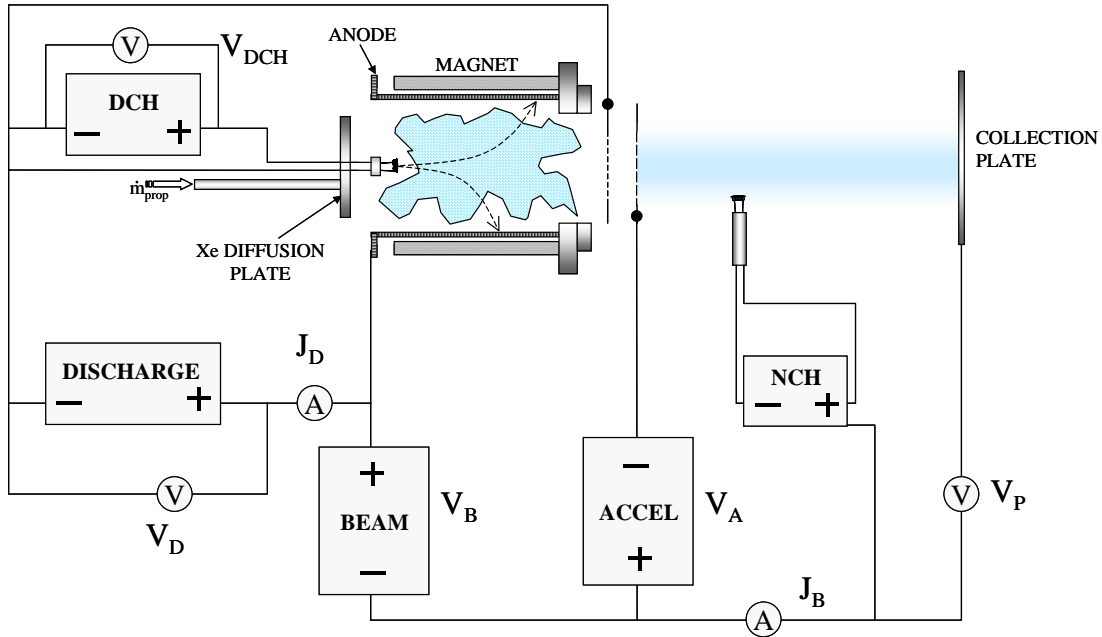 V
V_DCH
ANODE
MAGNET
DCH
− +
ṁ_prop
Xe DIFFUSION
PLATE
COLLECTION
PLATE
DISCHARGE
− +
J_D
A
V
V_D
+
BEAM
−
V_B
−
ACCEL
+
V_A
NCH
− +
V
V_P
J_B
A